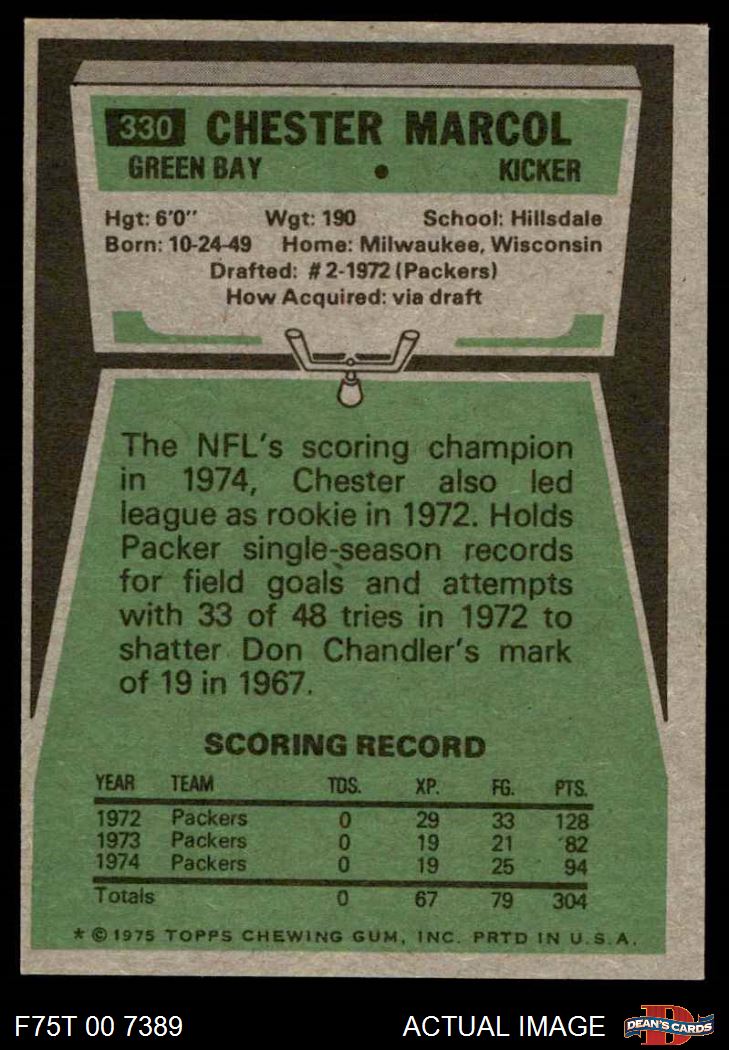 330 CHESTER MARCOL
GREEN BAY • KICKER
Hgt: 6'0" Wgt: 190 School: Hillsdale
Born: 10-24-49 Home: Milwaukee, Wisconsin
Drafted: #2-1972 (Packers)
How Acquired: via draft
The NFL's scoring champion
in 1974, Chester also led
league as rookie in 1972. Holds
Packer single-season records
for field goals and attempts
with 33 of 48 tries in 1972 to
shatter Don Chandler's mark
of 19 in 1967.
SCORING RECORD
YEAR TEAM TDS. XP. FG. PTS.
1972 Packers 0 29 33 128
1973 Packers 0 19 21 82
1974 Packers 0 19 25 94
Totals 0 67 79 304
* © 1975 TOPPS CHEWING GUM, INC. PRTD IN U.S.A.
F75T 00 7389 ACTUAL IMAGE D DEAN'S CARDS